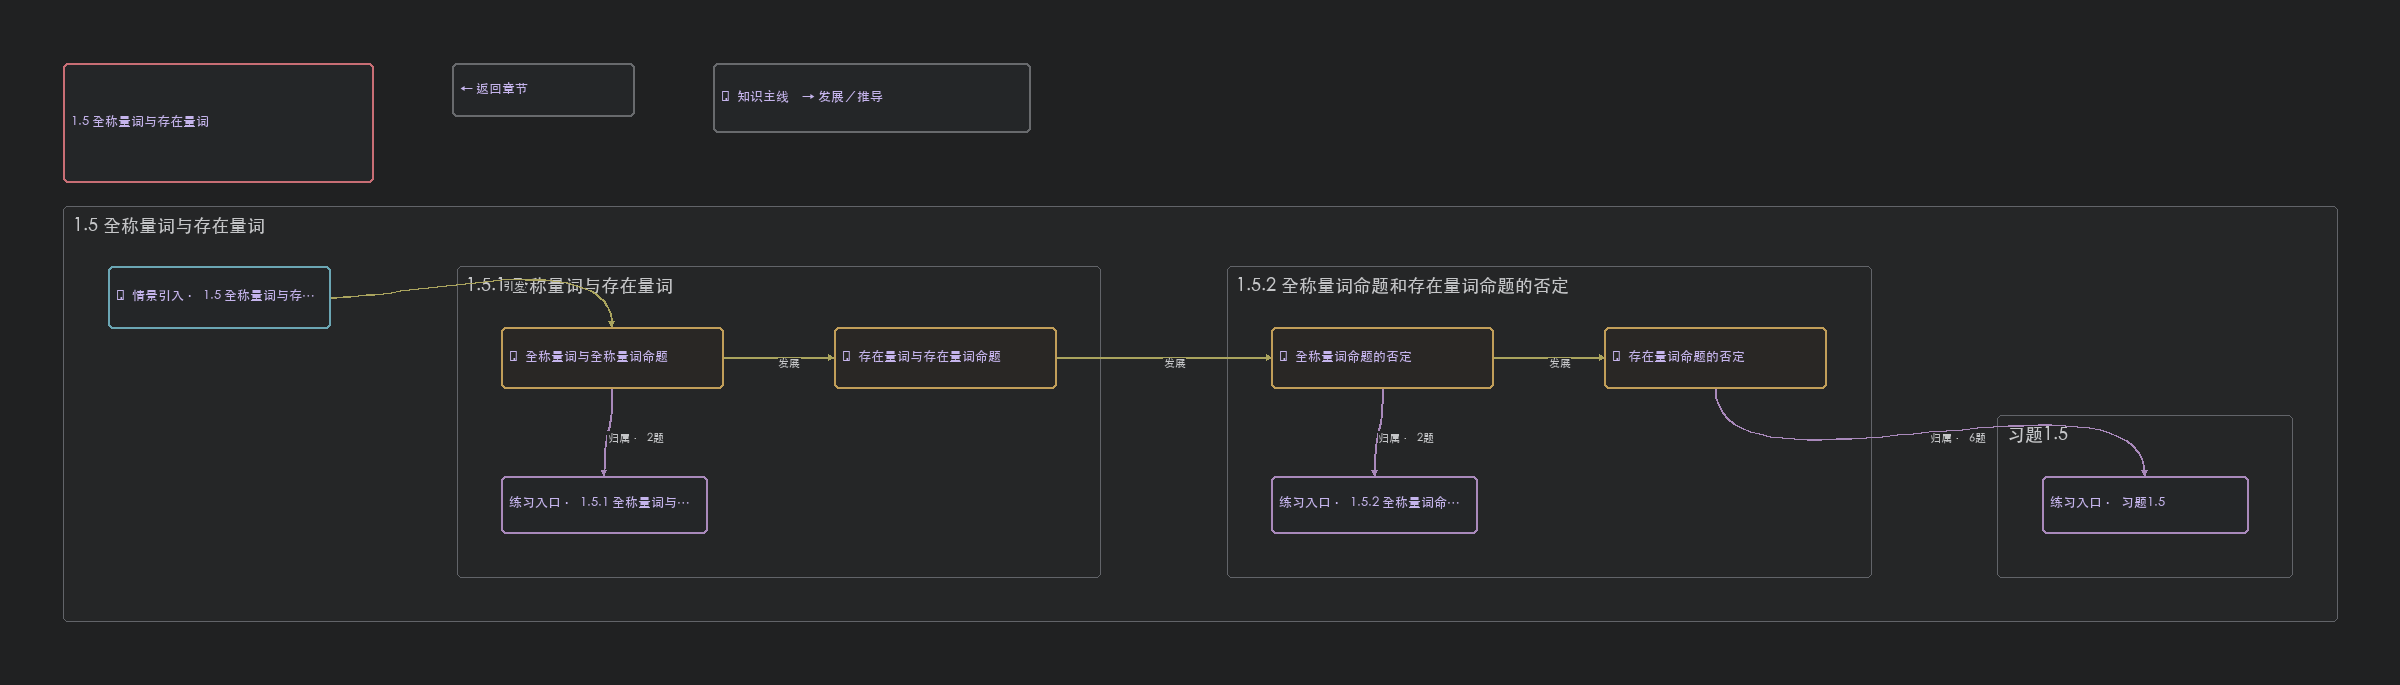 1.5 全称量词与存在量词
← 返回章节
知识主线 → 发展／推导
1.5 全称量词与存在量词
情景引入 · 1.5 全称量词与存…
1.5.1 全称量词与存在量词
引发
全称量词与全称量词命题
发展
存在量词与存在量词命题
发展
1.5.2 全称量词命题和存在量词命题的否定
全称量词命题的否定
发展
存在量词命题的否定
归属 · 2题
归属 · 2题
归属 · 6题
习题1.5
练习入口 · 1.5.1 全称量词与…
练习入口 · 1.5.2 全称量词命…
练习入口 · 习题1.5